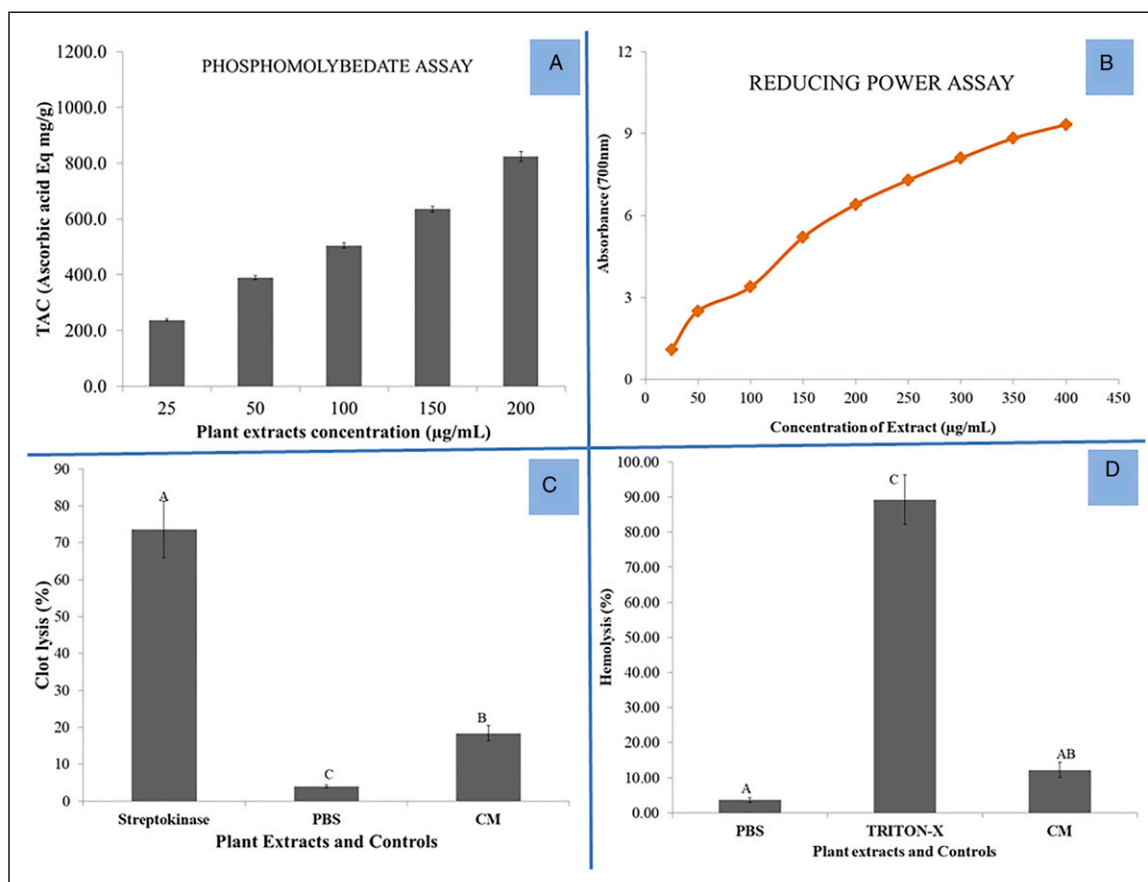 PHOSPHOMOLYBEDATE ASSAY
A
TAC (Ascorbic acid Eq mg/g)
1200.0
1000.0
800.0
600.0
400.0
200.0
0.0
25 50 100 150 200
Plant extracts concentration (µg/mL)
REDUCING POWER ASSAY
B
Absorbance (700nm)
12
9
6
3
0
0 50 100 150 200 250 300 350 400 450
Concentration of Extract (µg/mL)
C
Clot lysis (%)
90
80
70
60
50
40
30
20
10
0
A
C
B
Streptokinase PBS CM
Plant Extracts and Controls
D
Hemolysis (%)
100.00
90.00
80.00
70.00
60.00
50.00
40.00
30.00
20.00
10.00
0.00
A
C
AB
PBS TRITON-X CM
Plant extracts and Controls